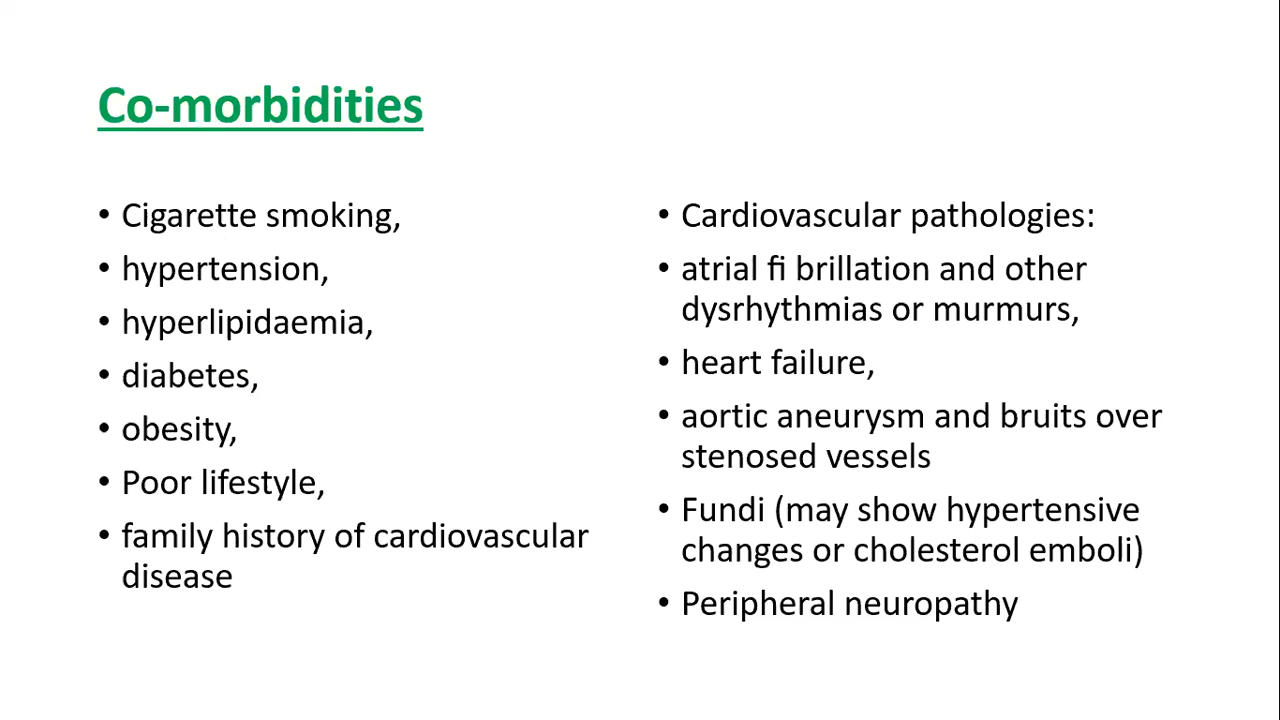 Co-morbidities
• Cigarette smoking,
• hypertension,
• hyperlipidaemia,
• diabetes,
• obesity,
• Poor lifestyle,
• family history of cardiovascular
disease
• Cardiovascular pathologies:
• atrial fi brillation and other
dysrhythmias or murmurs,
• heart failure,
• aortic aneurysm and bruits over
stenosed vessels
• Fundi (may show hypertensive
changes or cholesterol emboli)
• Peripheral neuropathy